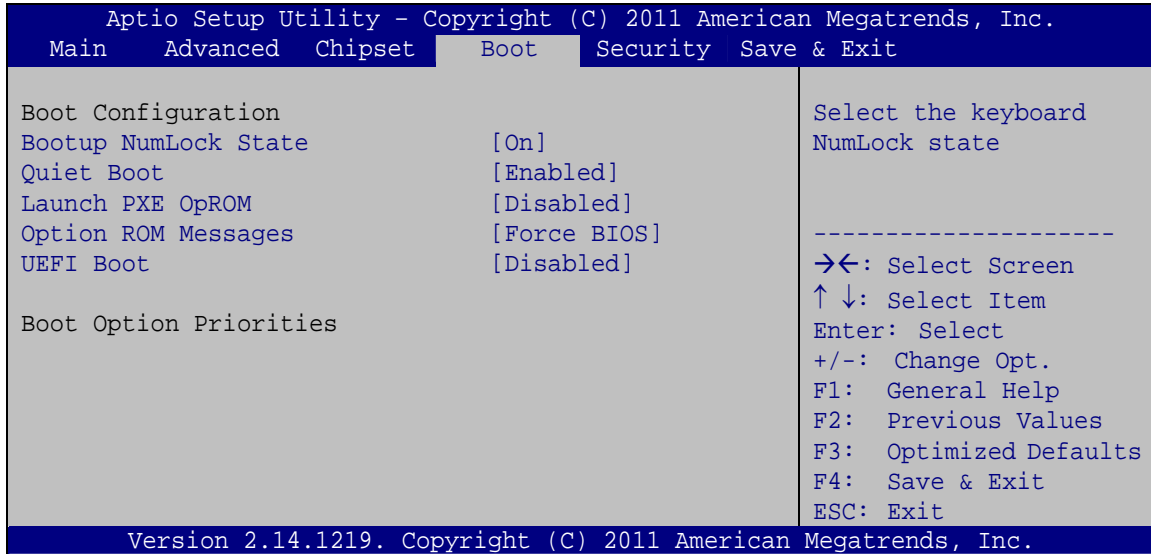 Aptio Setup Utility – Copyright (C) 2011 American Megatrends, Inc.
Main Advanced Chipset Boot Security Save & Exit
Boot Configuration
Bootup NumLock State [On]
Quiet Boot [Enabled]
Launch PXE OpROM [Disabled]
Option ROM Messages [Force BIOS]
UEFI Boot [Disabled]
Boot Option Priorities
Select the keyboard
NumLock state
---------------------
→←: Select Screen
↑ ↓: Select Item
Enter: Select
+/-: Change Opt.
F1: General Help
F2: Previous Values
F3: Optimized Defaults
F4: Save & Exit
ESC: Exit
Version 2.14.1219. Copyright (C) 2011 American Megatrends, Inc.